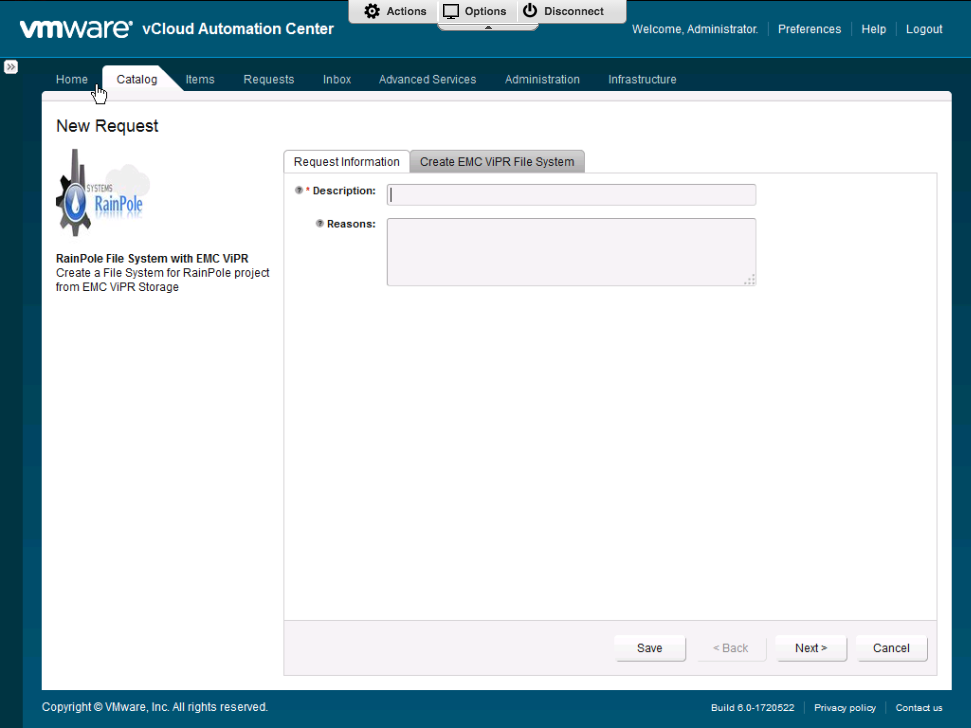 Actions Options Disconnect
vmware® vCloud Automation Center
Welcome, Administrator. Preferences Help Logout
Home Catalog Items Requests Inbox Advanced Services Administration Infrastructure
New Request
SYSTEMS
RainPole
RainPole File System with EMC ViPR
Create a File System for RainPole project
from EMC ViPR Storage
Request Information Create EMC ViPR File System
* Description:
Reasons:
Save < Back Next > Cancel
Copyright © VMware, Inc. All rights reserved.
Build 6.0-1720522 Privacy policy Contact us